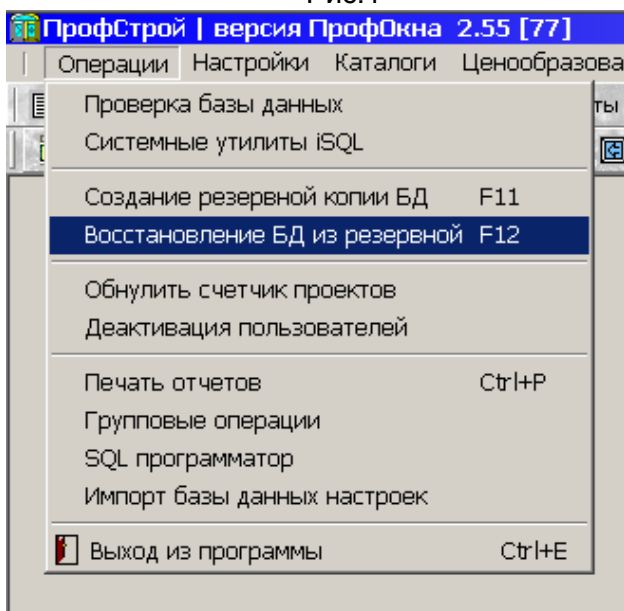 ПрофСтрой | версия ПрофОкна 2.55 [77]
Операции Настройки Каталоги Ценообразова
ты
Проверка базы данных
Системные утилиты iSQL
Создание резервной копии БД F11
Восстановление БД из резервной F12
Обнулить счетчик проектов
Деактивация пользователей
Печать отчетов Ctrl+P
Групповые операции
SQL программатор
Импорт базы данных настроек
Выход из программы Ctrl+E